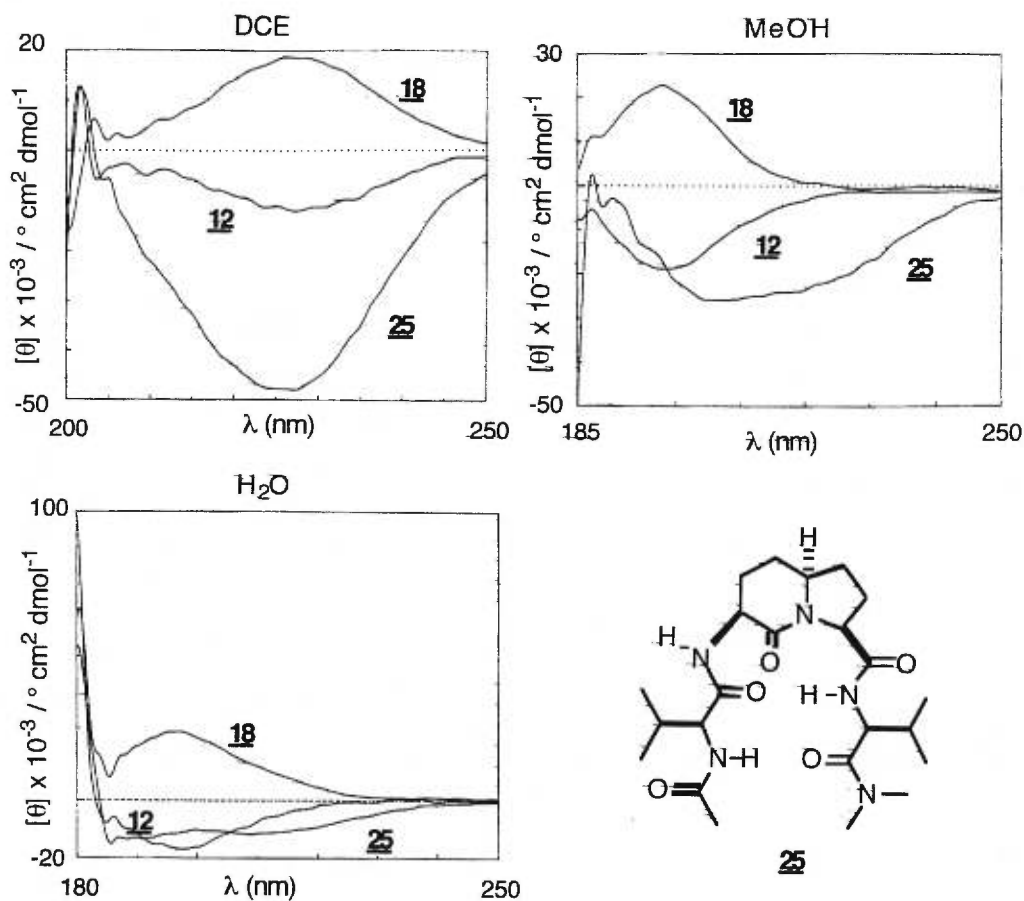 DCE
20
[θ] x 10⁻³ / ° cm² dmol⁻¹
18
12
25
-50
200
λ (nm)
250
MeOH
30
[θ] x 10⁻³ / ° cm² dmol⁻¹
18
12
25
-50
185
λ (nm)
250
H₂O
100
[θ] x 10⁻³ / ° cm² dmol⁻¹
18
12
25
-20
180
λ (nm)
250
H
N
H
N
O
O
O
H
N
N
H
O
O
N
25